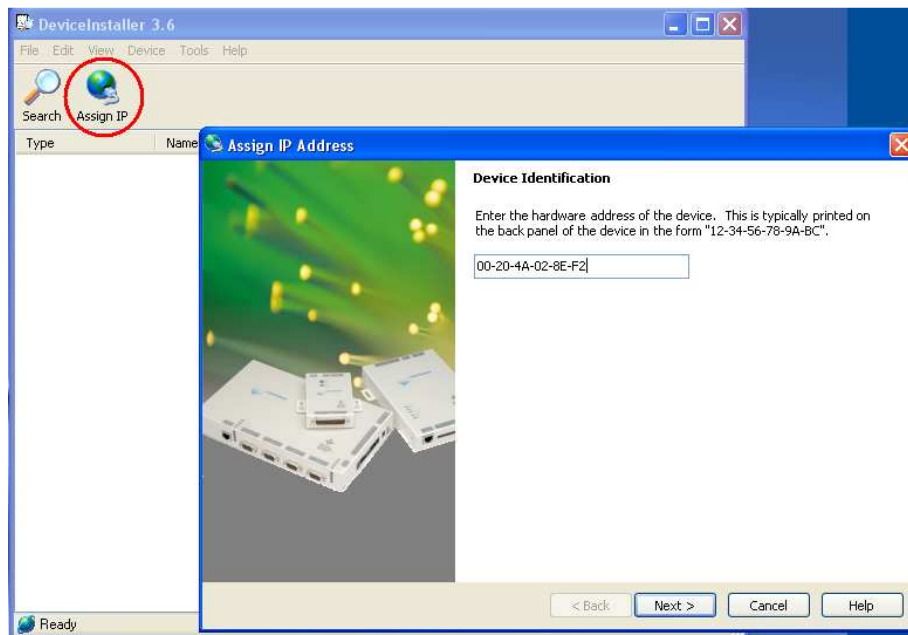 DeviceInstaller 3.6
File Edit View Device Tools Help
Search Assign IP
Type Name
Assign IP Address
Device Identification
Enter the hardware address of the device. This is typically printed on
the back panel of the device in the form "12-34-56-78-9A-BC".
00-20-4A-02-8E-F2
< Back Next > Cancel Help
Ready